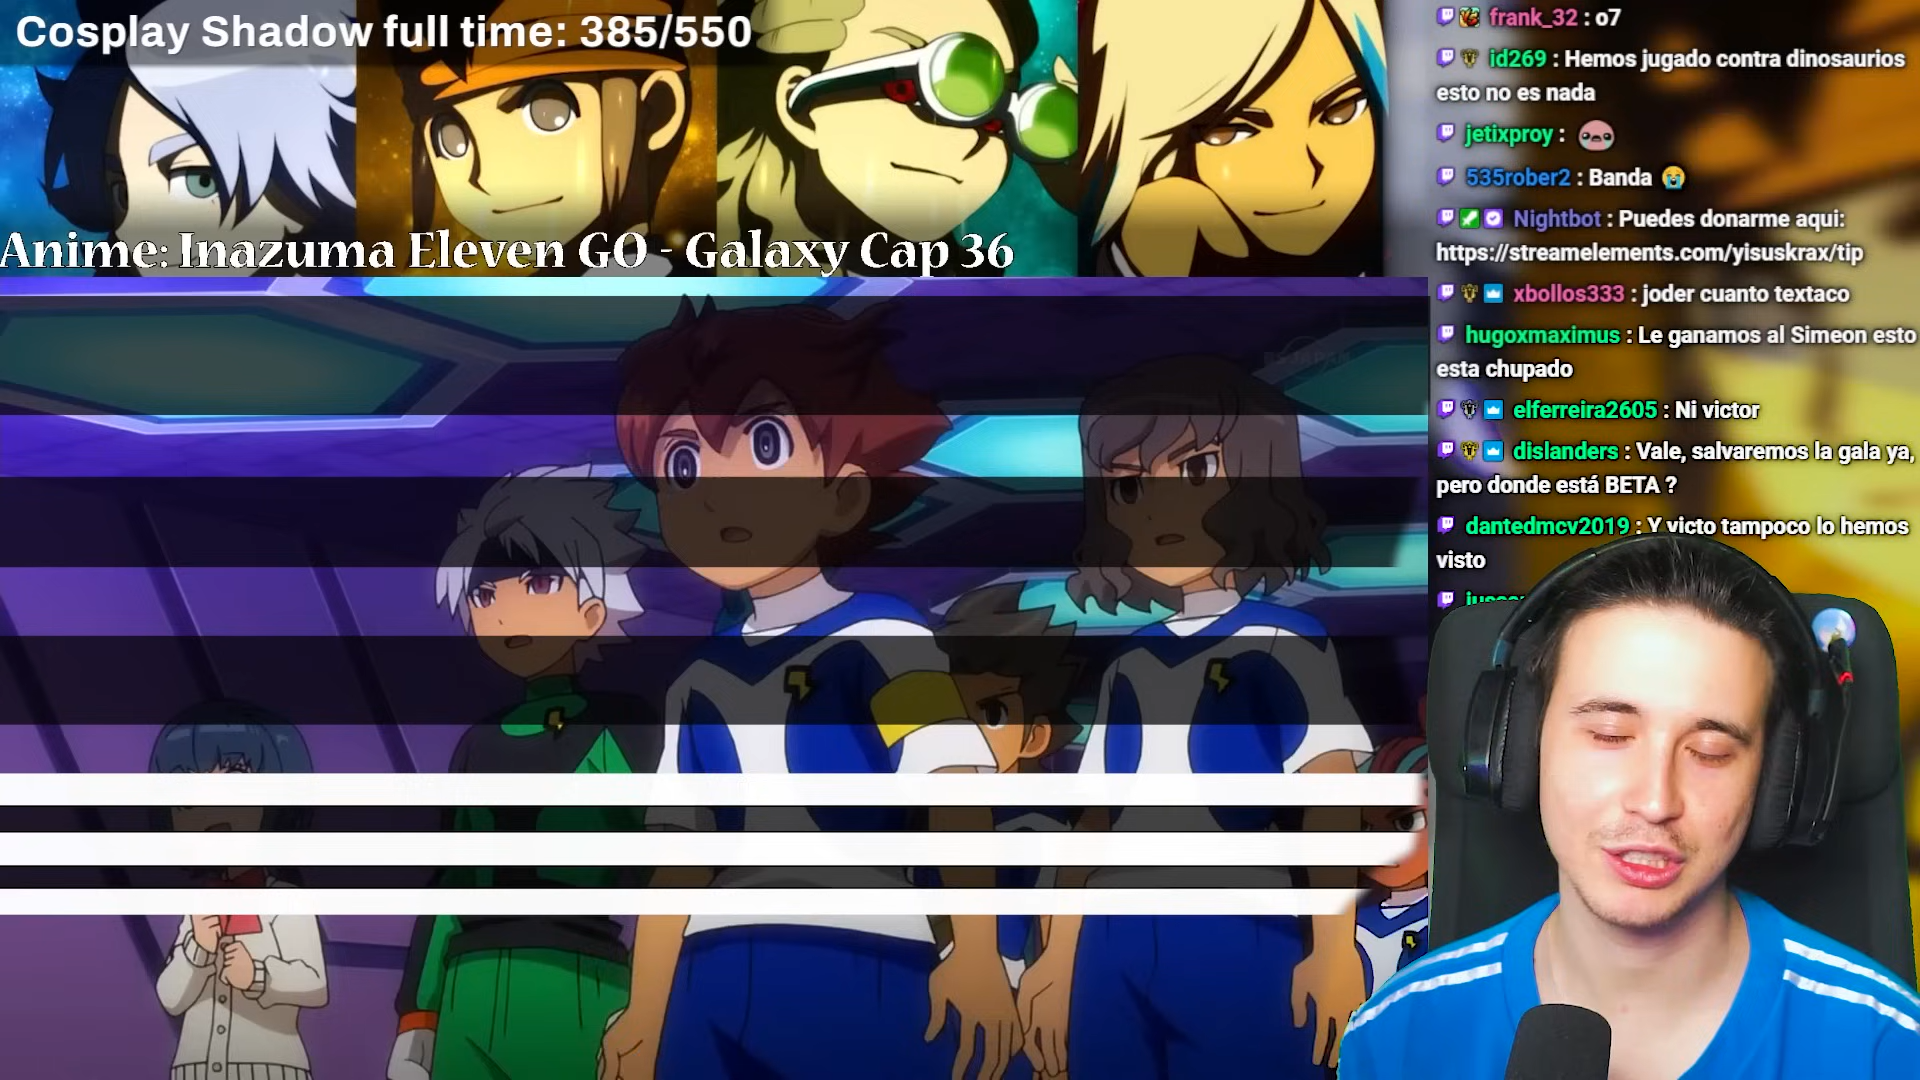 Cosplay Shadow full time: 385/550
Anime: Inazuma Eleven GO - Galaxy Cap 36
frank_32 : o7
id269 : Hemos jugado contra dinosaurios
esto no es nada
jetixproy :
535rober2 : Banda 😭
Nightbot : Puedes donarme aqui:
https://streamelements.com/yisuskrax/tip
xbollos333 : joder cuanto textaco
hugoxmaximus : Le ganamos al Simeon esto
esta chupado
elferreira2605 : Ni victor
dislanders : Vale, salvaremos la gala ya,
pero donde está BETA ?
dantedmcv2019 : Y victo tampoco lo hemos
visto